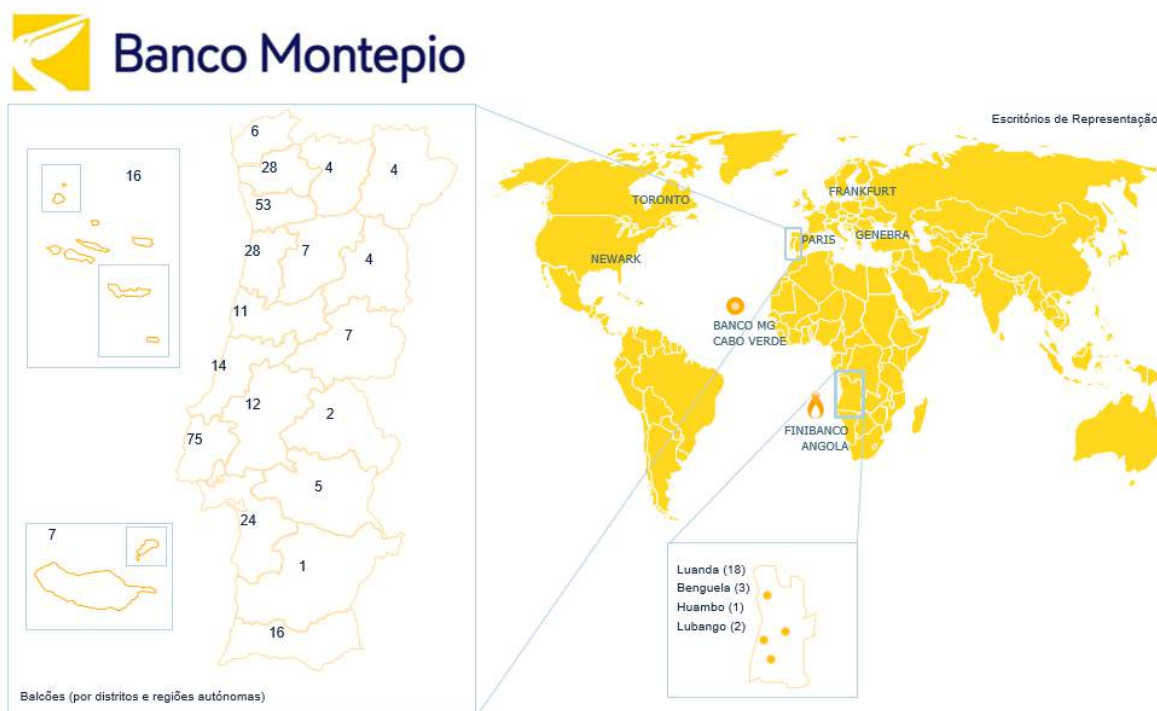 Banco Montepio
Escritórios de Representação
6
16
28
4
4
53
28
7
4
11
7
14
12
2
75
5
24
7
1
16
Balcões (por distritos e regiões autónomas)
TORONTO
FRANKFURT
PARIS
GENEBRA
NEWARK
BANCO MG
CABO VERDE
FINIBANCO
ANGOLA
Luanda (18)
Benguela (3)
Huambo (1)
Lubango (2)